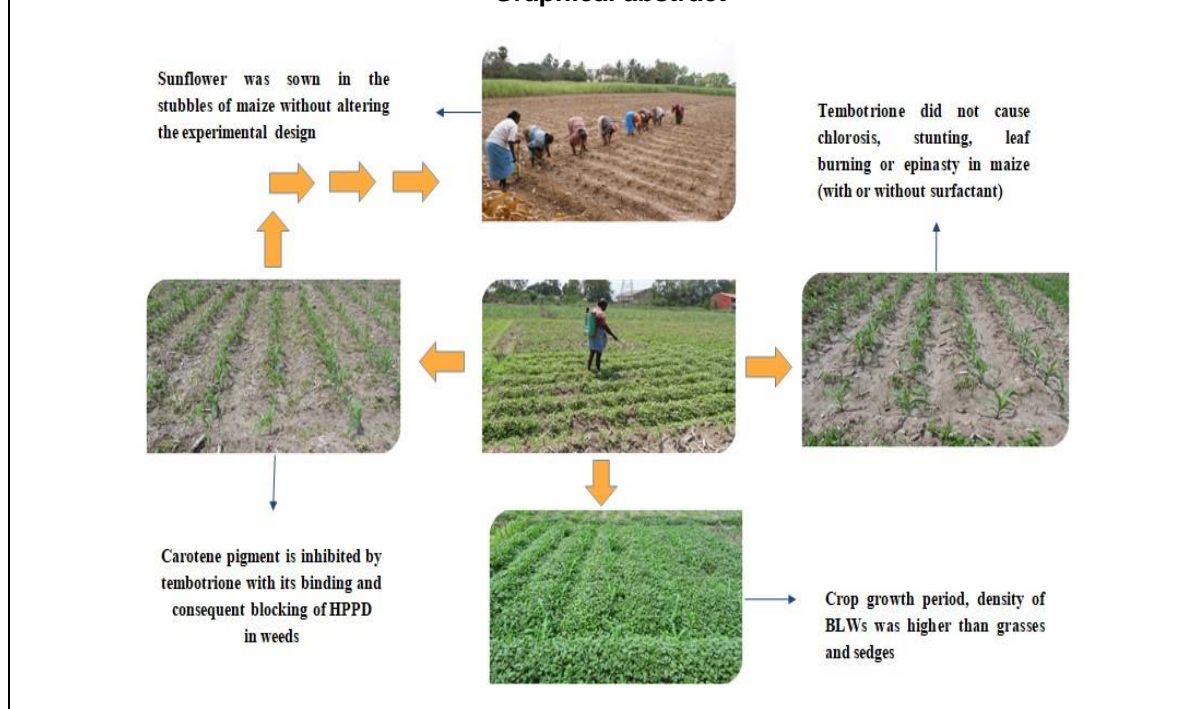 Graphical abstract
Sunflower was sown in the
stubbles of maize without altering
the experimental design
Tembotrione did not cause
chlorosis, stunting, leaf
burning or epinasty in maize
(with or without surfactant)
Carotene pigment is inhibited by
tembotrione with its binding and
consequent blocking of HPPD
in weeds
Crop growth period, density of
BLWs was higher than grasses
and sedges